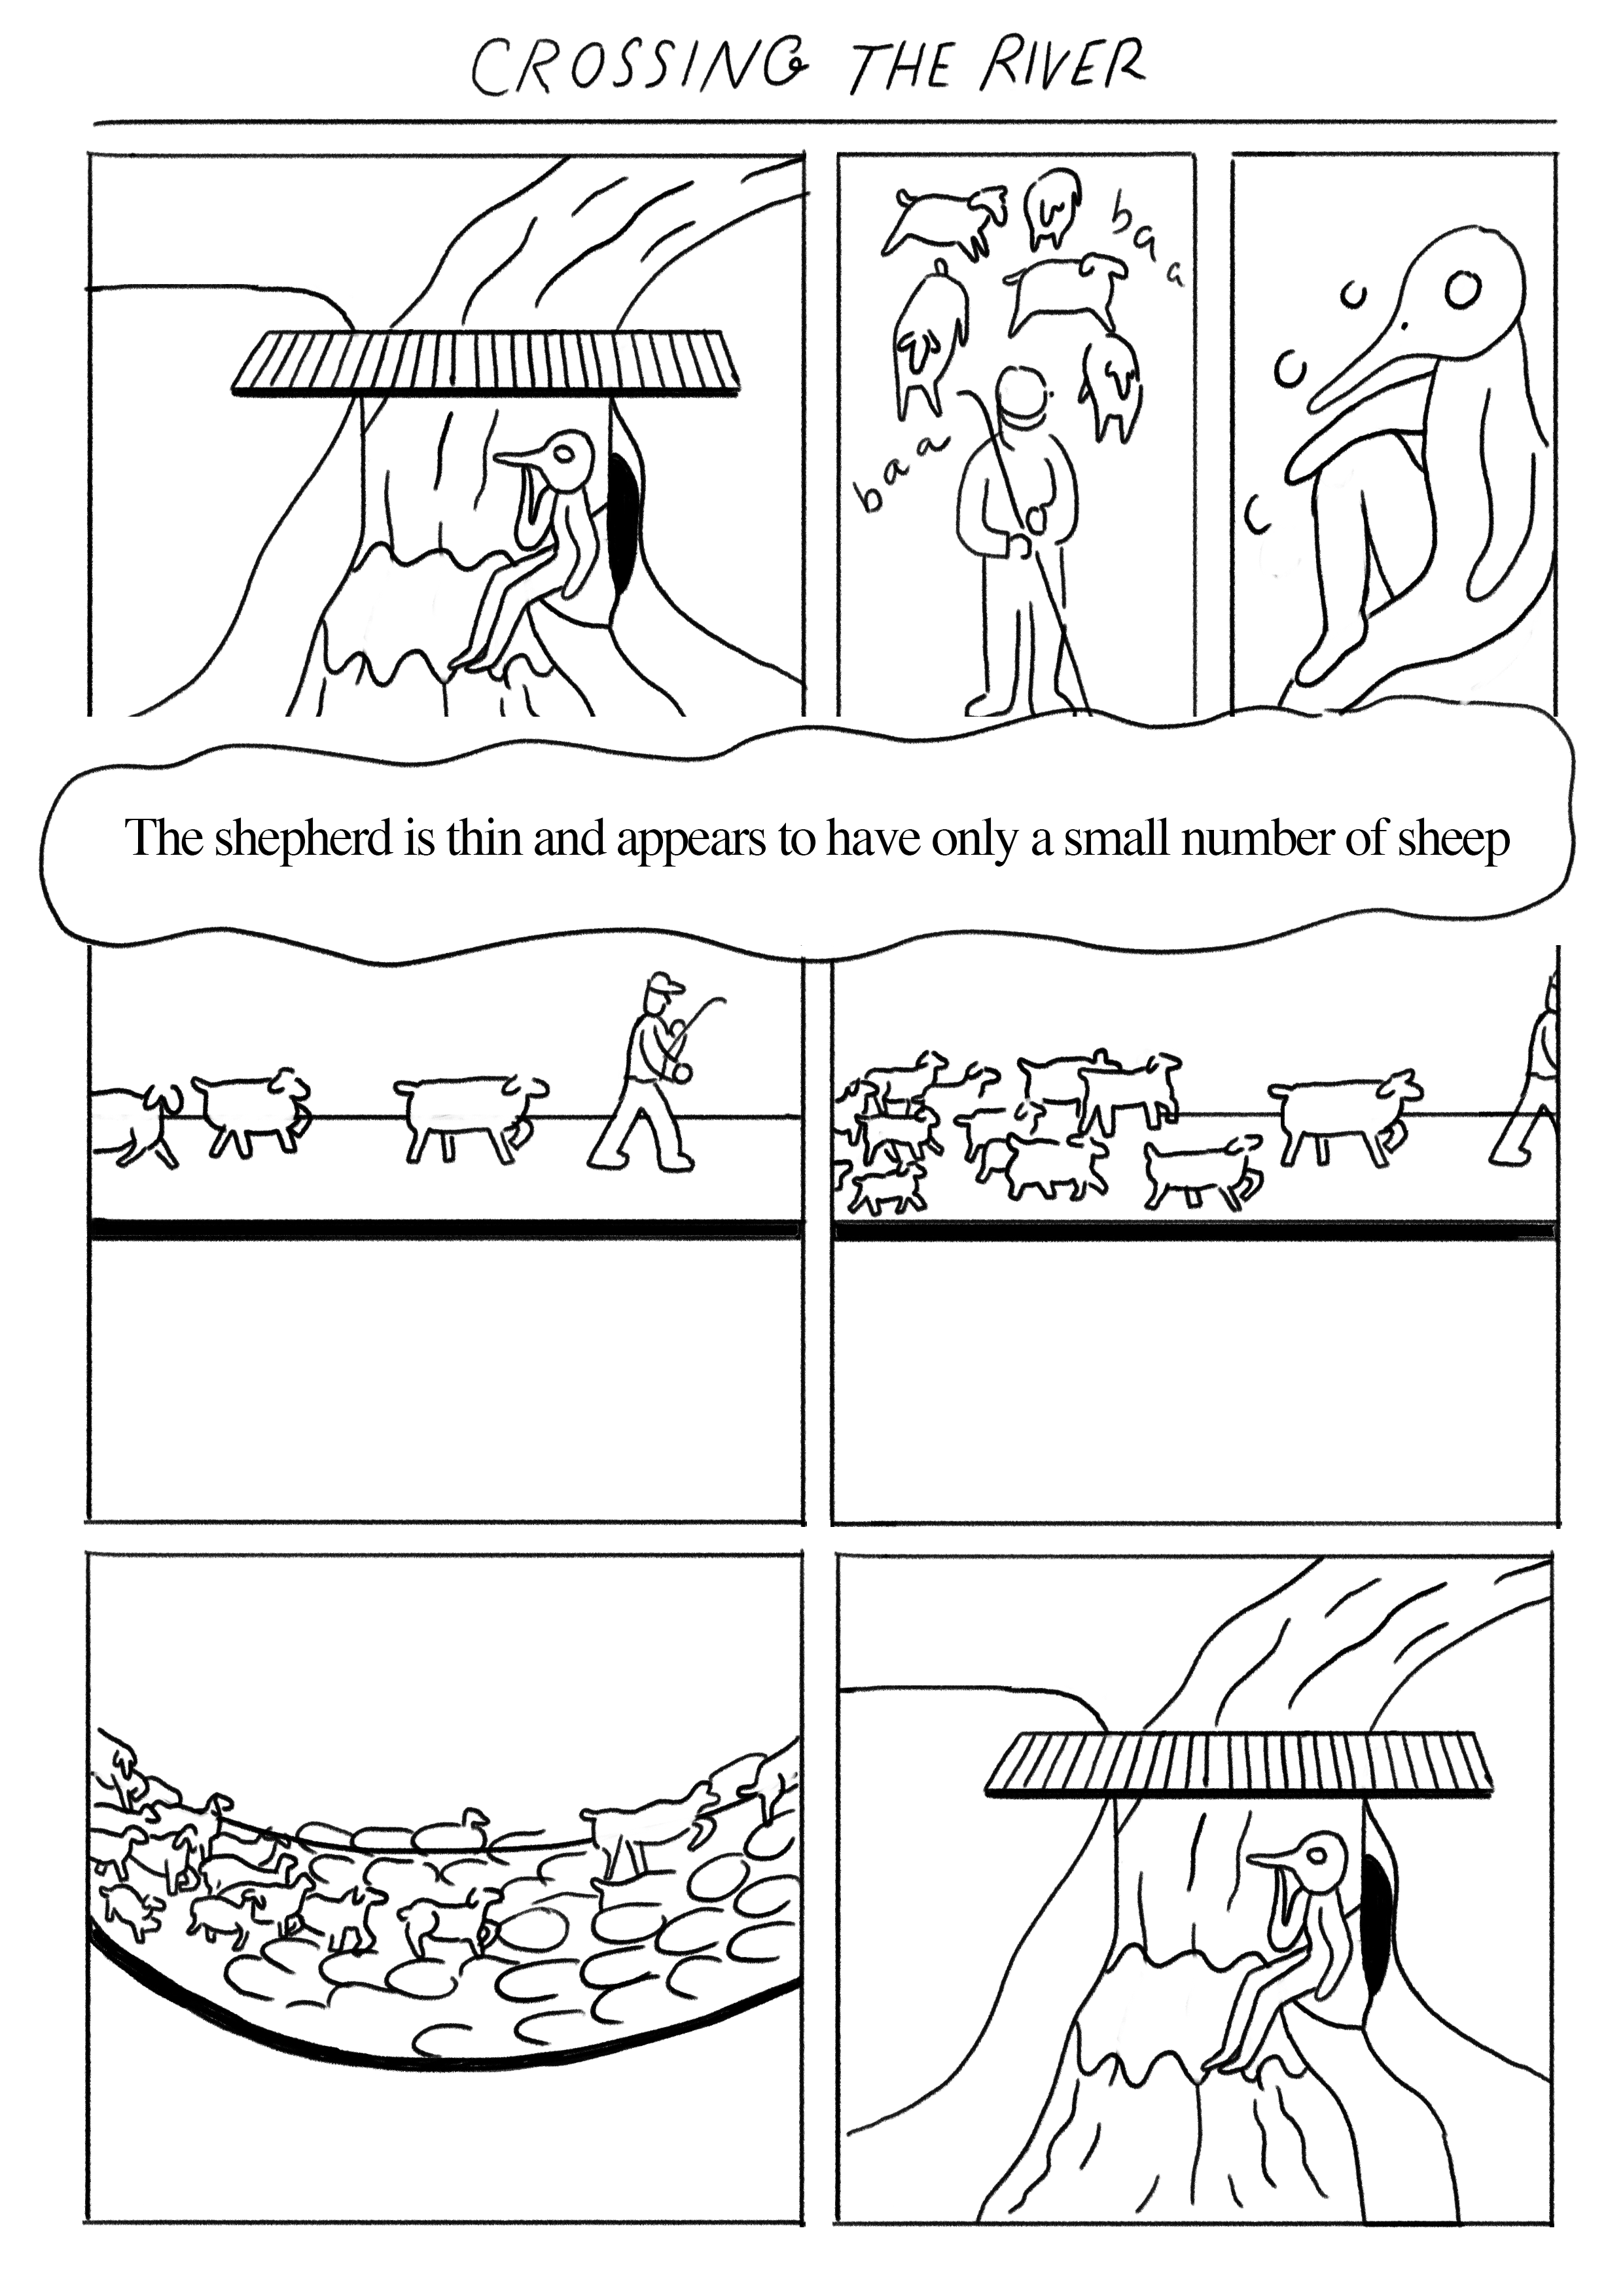 CROSSING THE RIVER
baa
baa
The shepherd is thin and appears to have only a small number of sheep